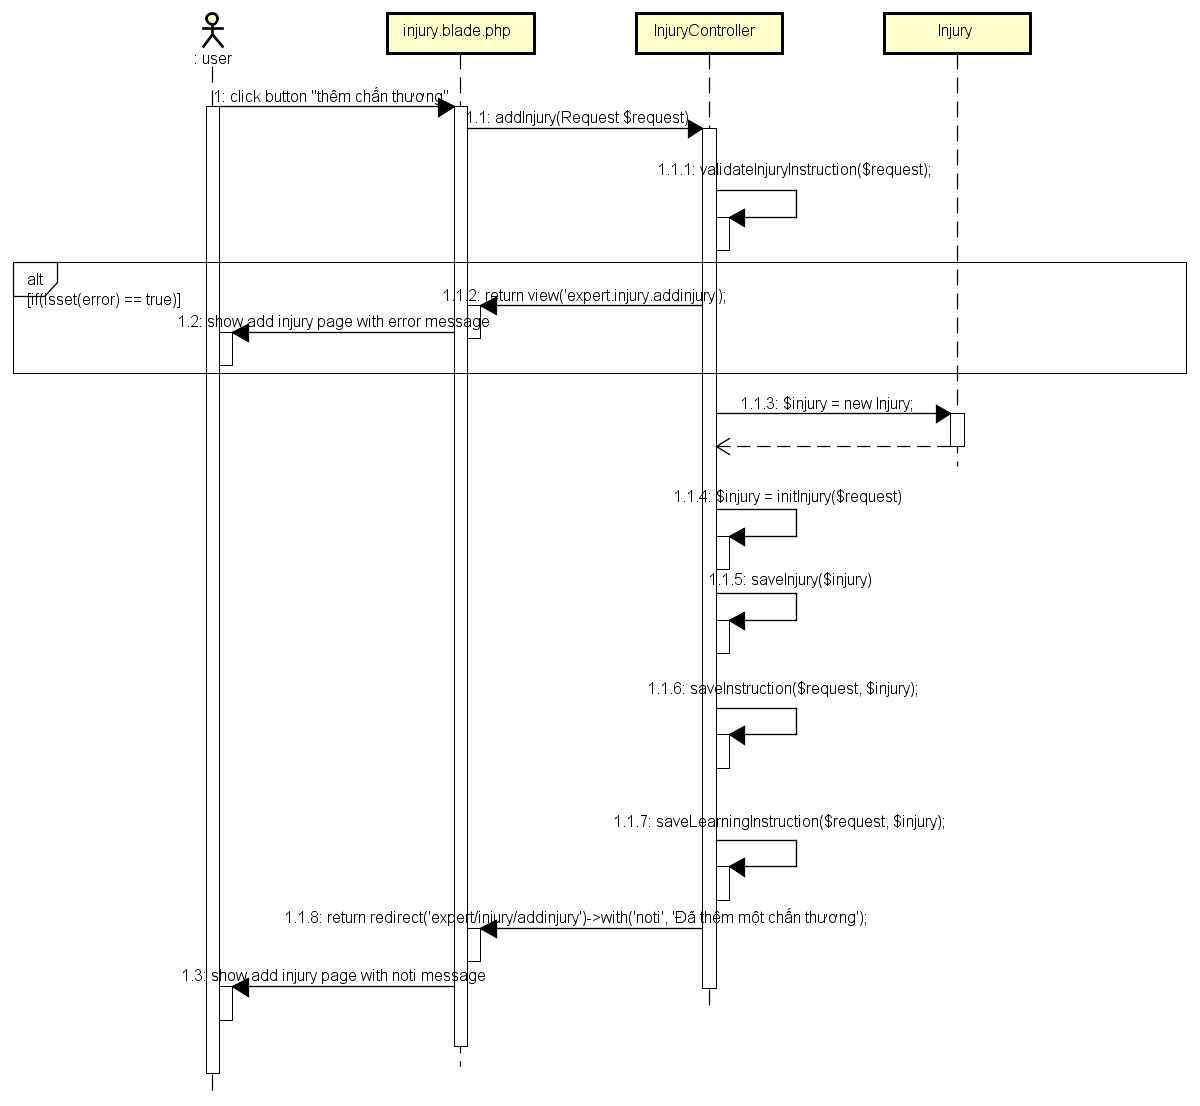 : user
injury.blade.php
InjuryController
Injury
1: click button "thêm chấn thương"
1.1: addInjury(Request $request)
1.1.1: validateInjuryInstruction($request);
alt
[if(isset(error) == true)]
1.1.2: return view('expert.injury.addinjury');
1.2: show add injury page with error message
1.1.3: $injury = new Injury;
1.1.4: $injury = initInjury($request)
1.1.5: saveInjury($injury)
1.1.6: saveInstruction($request, $injury);
1.1.7: saveLearningInstruction($request, $injury);
1.1.8: return redirect('expert/injury/addinjury')->with('noti', 'Đã thêm một chấn thương');
1.3: show add injury page with noti message